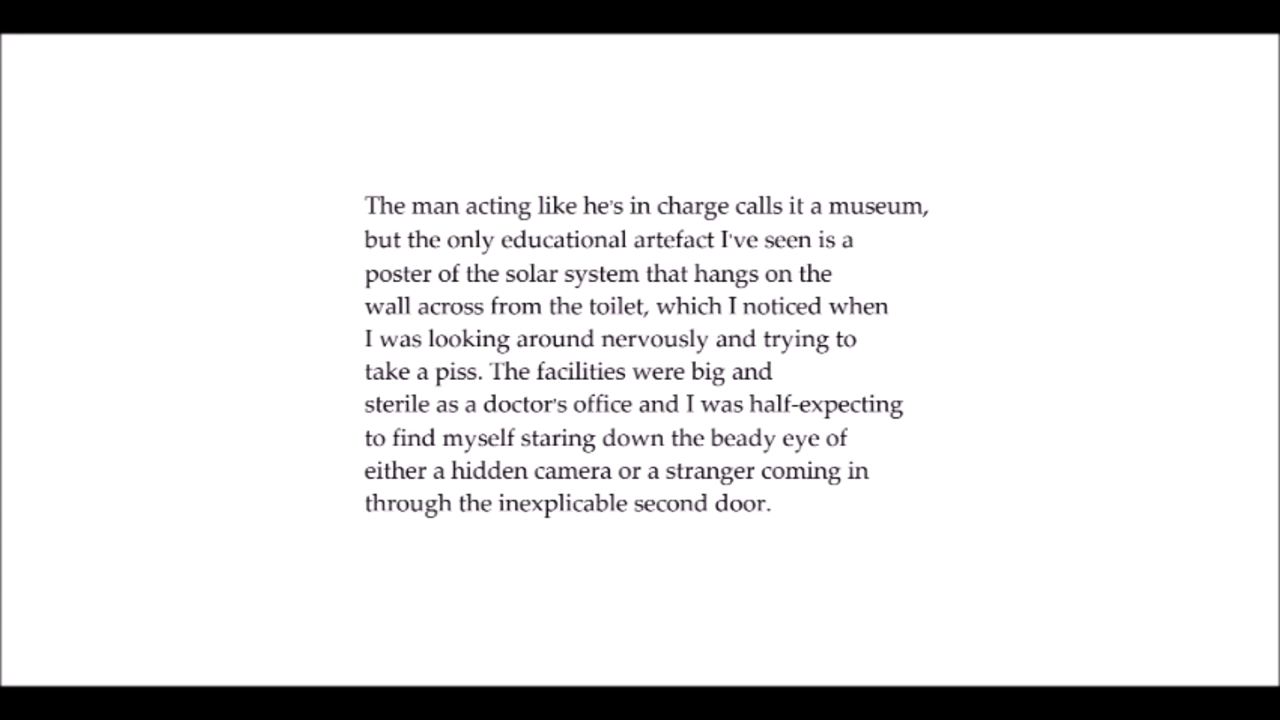 The man acting like he's in charge calls it a museum,
but the only educational artefact I've seen is a
poster of the solar system that hangs on the
wall across from the toilet, which I noticed when
I was looking around nervously and trying to
take a piss. The facilities were big and
sterile as a doctor's office and I was half-expecting
to find myself staring down the beady eye of
either a hidden camera or a stranger coming in
through the inexplicable second door.